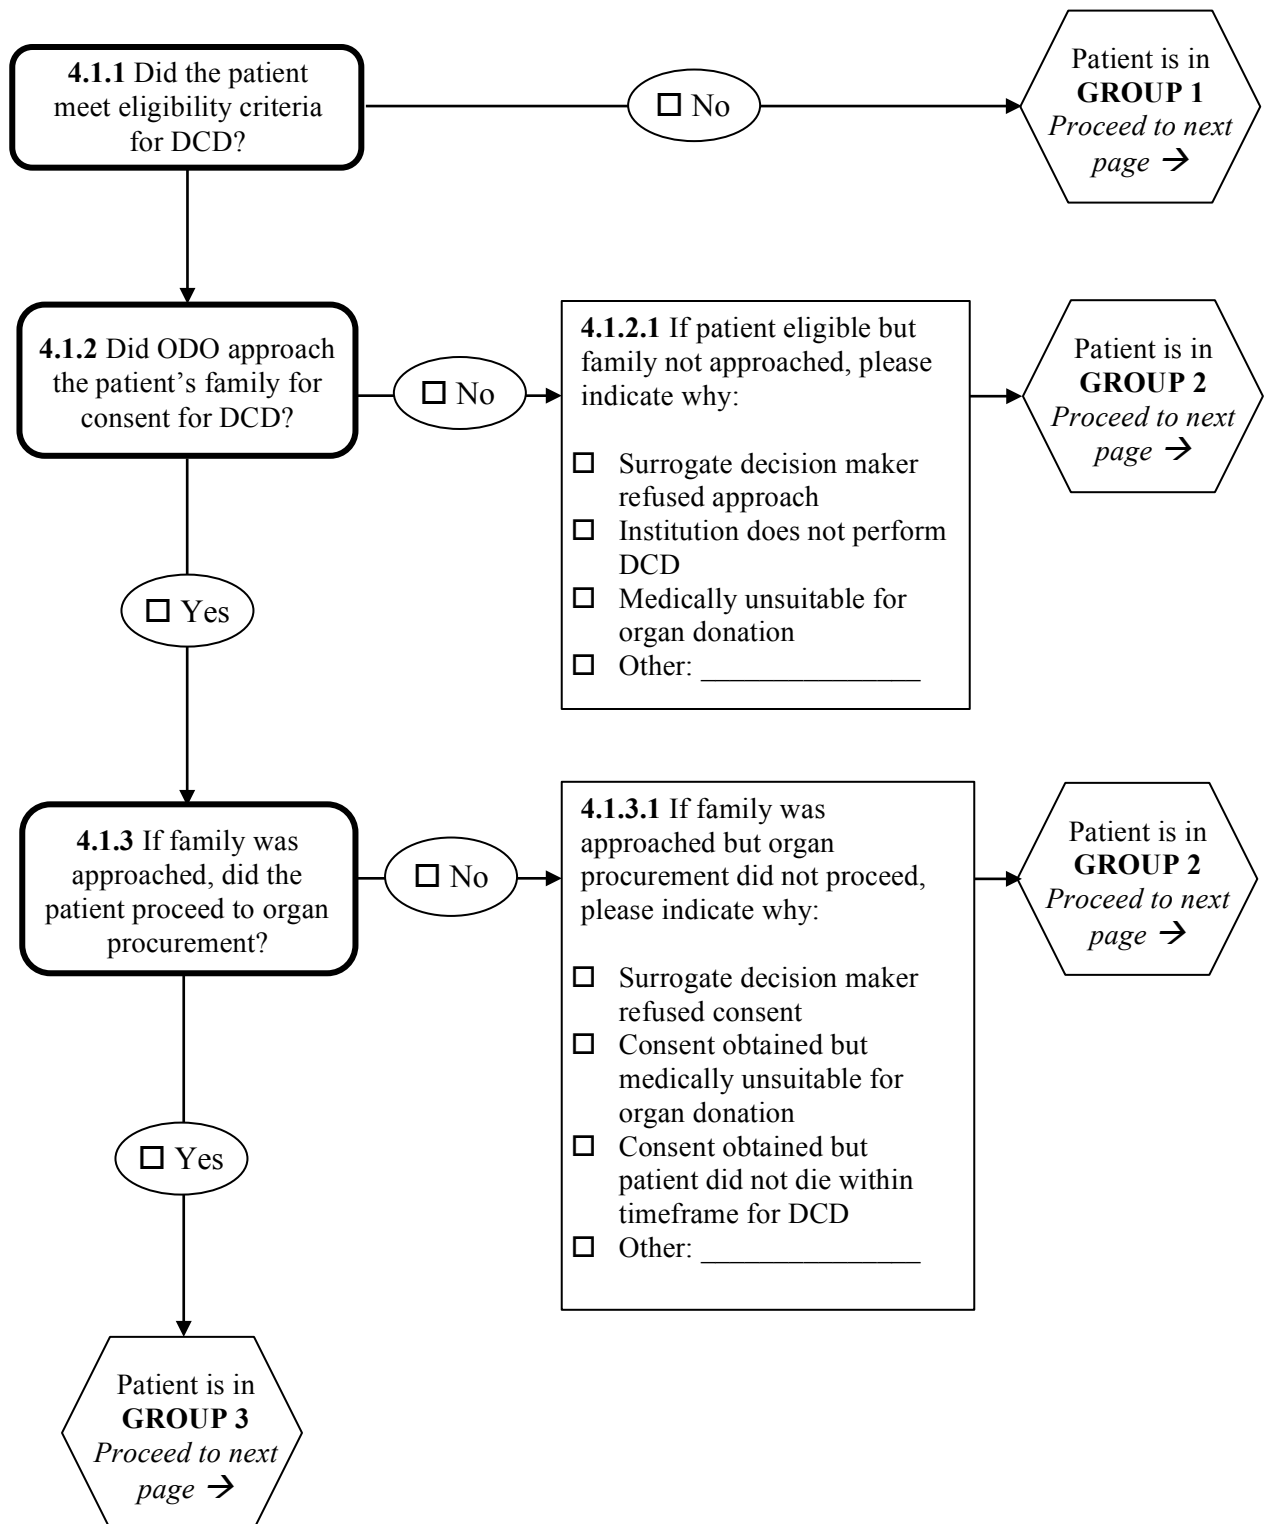 4.1.1 Did the patient
meet eligibility criteria
for DCD?
☐ No
Patient is in
GROUP 1
Proceed to next
page →
4.1.2 Did ODO approach
the patient’s family for
consent for DCD?
☐ No
4.1.2.1 If patient eligible but
family not approached, please
indicate why:
☐ Surrogate decision maker
refused approach
☐ Institution does not perform
DCD
☐ Medically unsuitable for
organ donation
☐ Other: _______________
Patient is in
GROUP 2
Proceed to next
page →
☐ Yes
4.1.3 If family was
approached, did the
patient proceed to organ
procurement?
☐ No
4.1.3.1 If family was
approached but organ
procurement did not proceed,
please indicate why:
☐ Surrogate decision maker
refused consent
☐ Consent obtained but
medically unsuitable for
organ donation
☐ Consent obtained but
patient did not die within
timeframe for DCD
☐ Other: _______________
Patient is in
GROUP 2
Proceed to next
page →
☐ Yes
Patient is in
GROUP 3
Proceed to next
page →